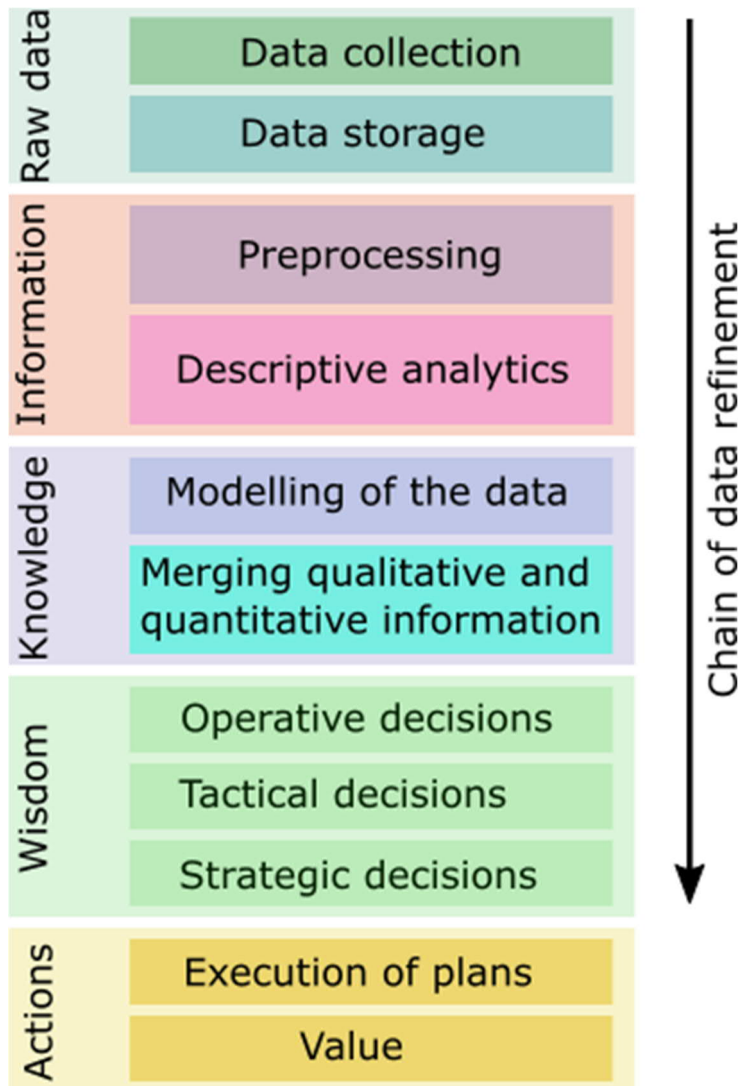 Raw data
Data collection
Data storage
Information
Preprocessing
Descriptive analytics
Knowledge
Modelling of the data
Merging qualitative and
quantitative information
Wisdom
Operative decisions
Tactical decisions
Strategic decisions
Actions
Execution of plans
Value
Chain of data refinement